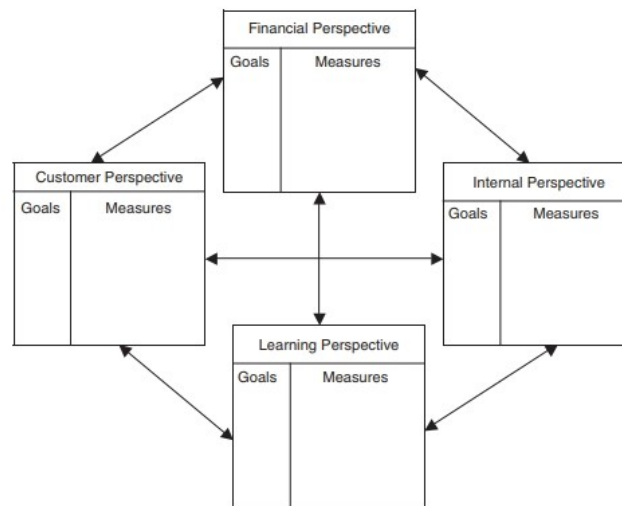 Financial Perspective
Goals Measures
Customer Perspective
Goals Measures
Internal Perspective
Goals Measures
Learning Perspective
Goals Measures